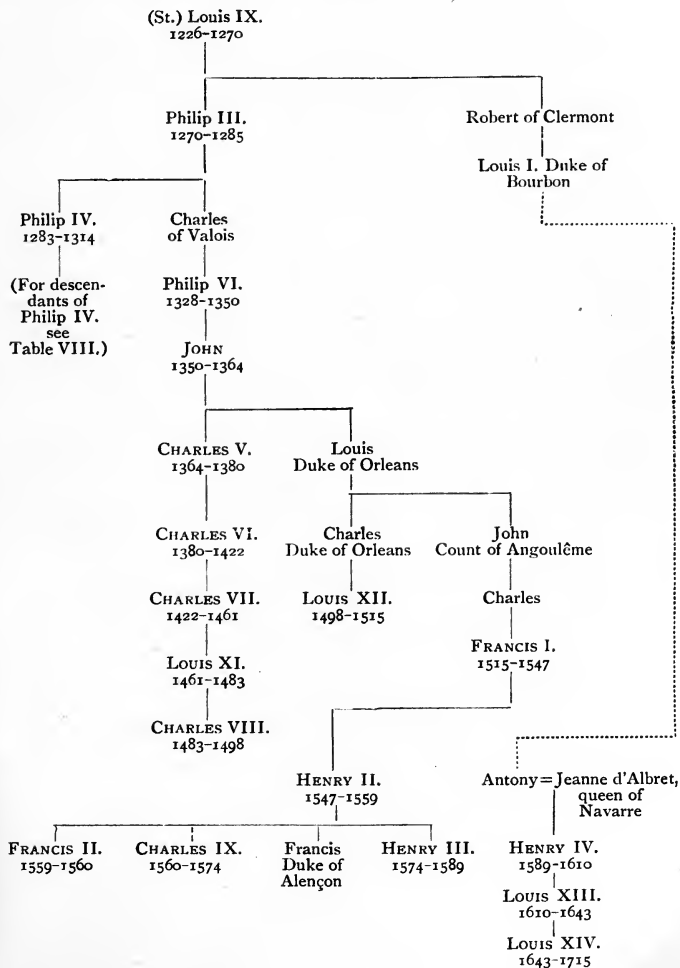 (St.) Louis IX.
1226–1270
Philip III.
1270–1285
Robert of Clermont
Louis I. Duke of
Bourbon
Philip IV.
1283–1314
Charles
of Valois
(For descen-
dants of
Philip IV.
see
Table VIII.)
Philip VI.
1328–1350
JOHN
1350–1364
CHARLES V.
1364–1380
Louis
Duke of Orleans
CHARLES VI.
1380–1422
Charles
Duke of Orleans
John
Count of Angoulême
CHARLES VII.
1422–1461
LOUIS XII.
1498–1515
Charles
LOUIS XI.
1461–1483
FRANCIS I.
1515–1547
CHARLES VIII.
1483–1498
HENRY II.
1547–1559
Antony = Jeanne d'Albret,
queen of
Navarre
FRANCIS II.
1559–1560
CHARLES IX.
1560–1574
Francis
Duke of
Alençon
HENRY III.
1574–1589
HENRY IV.
1589–1610
LOUIS XIII.
1610–1643
LOUIS XIV.
1643–1715